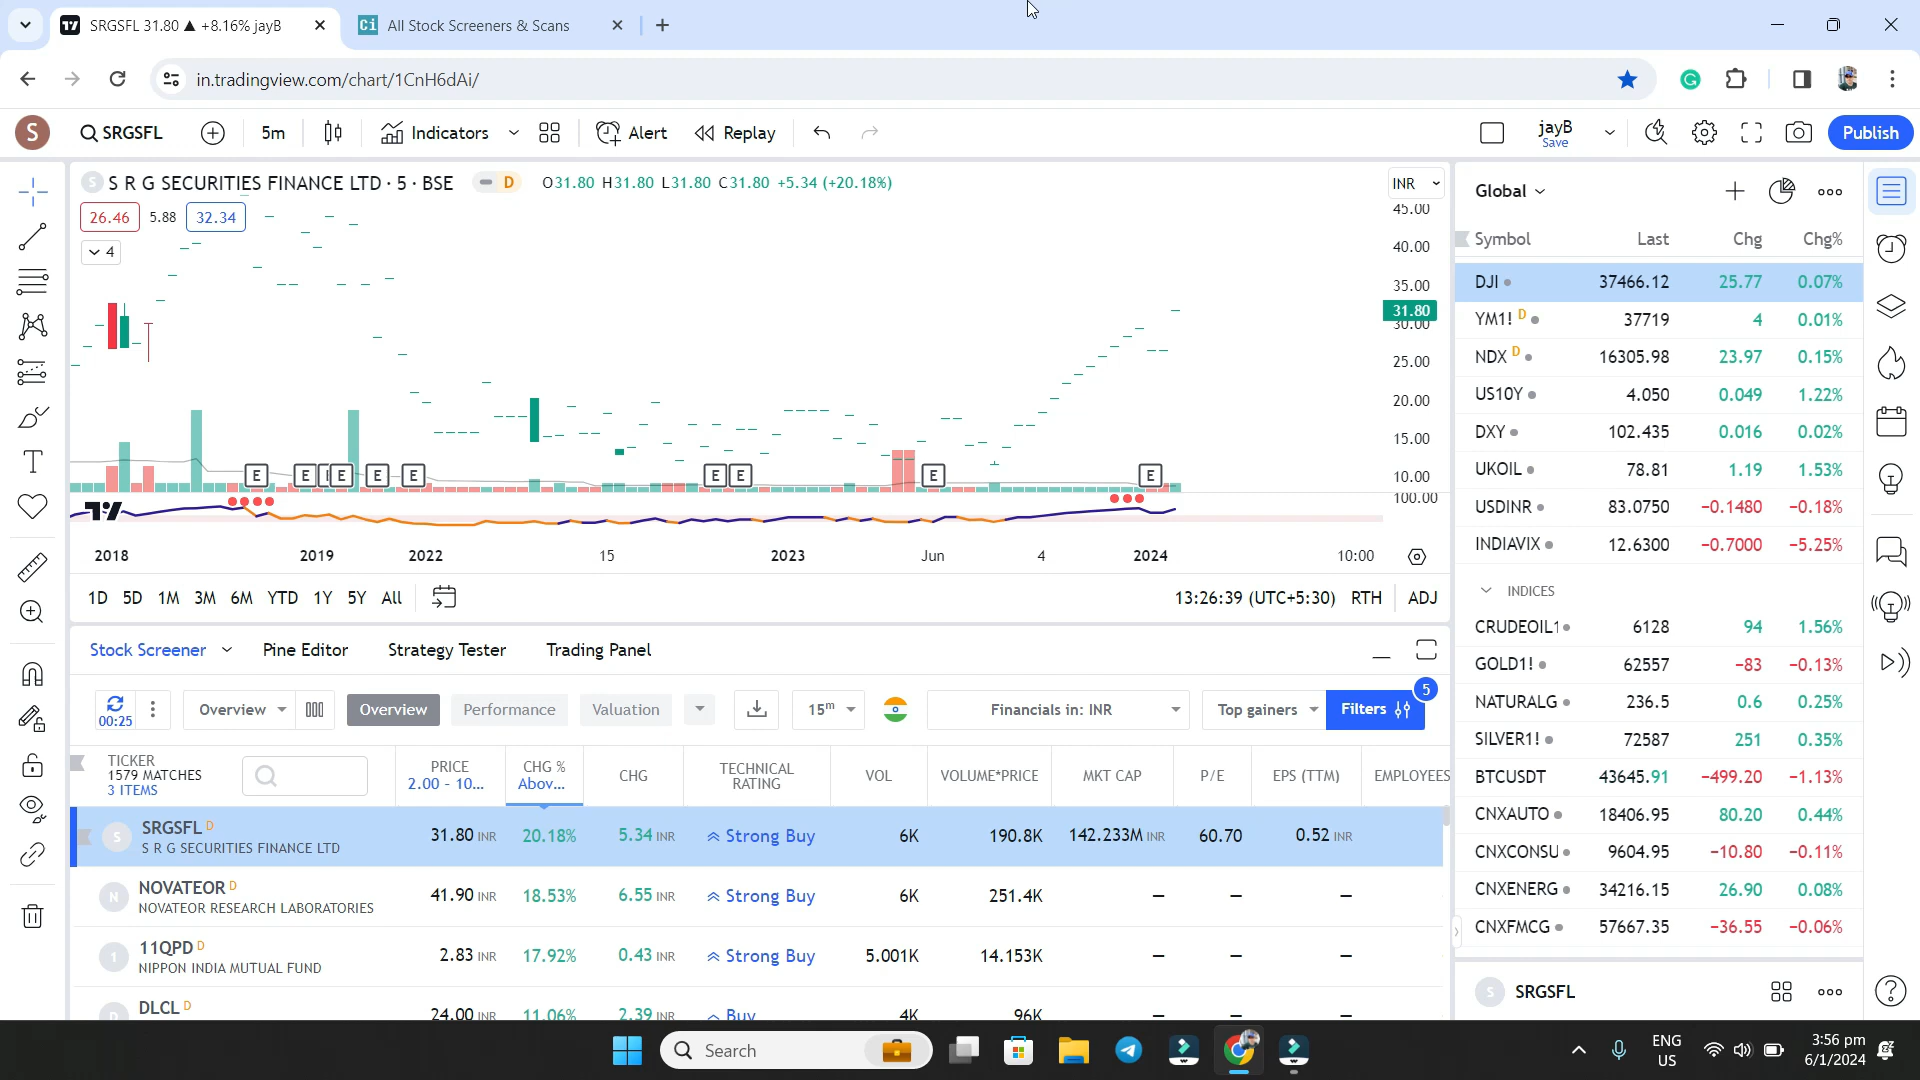 SRGSFL 31.80 ▲ +8.16% jayB
Ci All Stock Screeners & Scans
in.tradingview.com/chart/1CnH6dAi/
S SRGSFL 5m Indicators Alert Replay jayB Publish
Save
S S R G SECURITIES FINANCE LTD · 5 · BSE D O31.80 H31.80 L31.80 C31.80 +5.34 (+20.18%) INR
26.46 5.88 32.34
4
45.00
40.00
35.00
31.80
30.00
25.00
20.00
15.00
10.00
100.00
E E E E E E E E E
2018 2019 2022 15 2023 Jun 4 2024 10:00
1D 5D 1M 3M 6M YTD 1Y 5Y All 13:26:39 (UTC+5:30) RTH ADJ
Stock Screener Pine Editor Strategy Tester Trading Panel
00:25 Overview Overview Performance Valuation 15m Financials in: INR Top gainers Filters 5
TICKER
1579 MATCHES
3 ITEMS
PRICE
2.00 - 10...
CHG %
Abov...
CHG
TECHNICAL
RATING
VOL VOLUME*PRICE MKT CAP P/E EPS (TTM) EMPLOYEES
S SRGSFL D 31.80 INR 20.18% 5.34 INR Strong Buy 6K 190.8K 142.233M INR 60.70 0.52 INR
S R G SECURITIES FINANCE LTD
N NOVATEOR D 41.90 INR 18.53% 6.55 INR Strong Buy 6K 251.4K — — —
NOVATEOR RESEARCH LABORATORIES
1 11QPD D 2.83 INR 17.92% 0.43 INR Strong Buy 5.001K 14.153K — — —
NIPPON INDIA MUTUAL FUND
D DLCL D 24.00 INR 11.06% 2.39 INR Buy 4K 96K — — —
Global
Symbol Last Chg Chg%
DJI 37466.12 25.77 0.07%
YM1! D 37719 4 0.01%
NDX D 16305.98 23.97 0.15%
US10Y 4.050 0.049 1.22%
DXY 102.435 0.016 0.02%
UKOIL 78.81 1.19 1.53%
USDINR 83.0750 −0.1480 −0.18%
INDIAVIX 12.6300 −0.7000 −5.25%
INDICES
CRUDEOIL1 6128 94 1.56%
GOLD1! 62557 −83 −0.13%
NATURALG 236.5 0.6 0.25%
SILVER1! 72587 251 0.35%
BTCUSDT 43645.91 −499.20 −1.13%
CNXAUTO 18406.95 80.20 0.44%
CNXCONSU 9604.95 −10.80 −0.11%
CNXENERG 34216.15 26.90 0.08%
CNXFMCG 57667.35 −36.55 −0.06%
S SRGSFL
Search
ENG
US
3:56 pm
6/1/2024